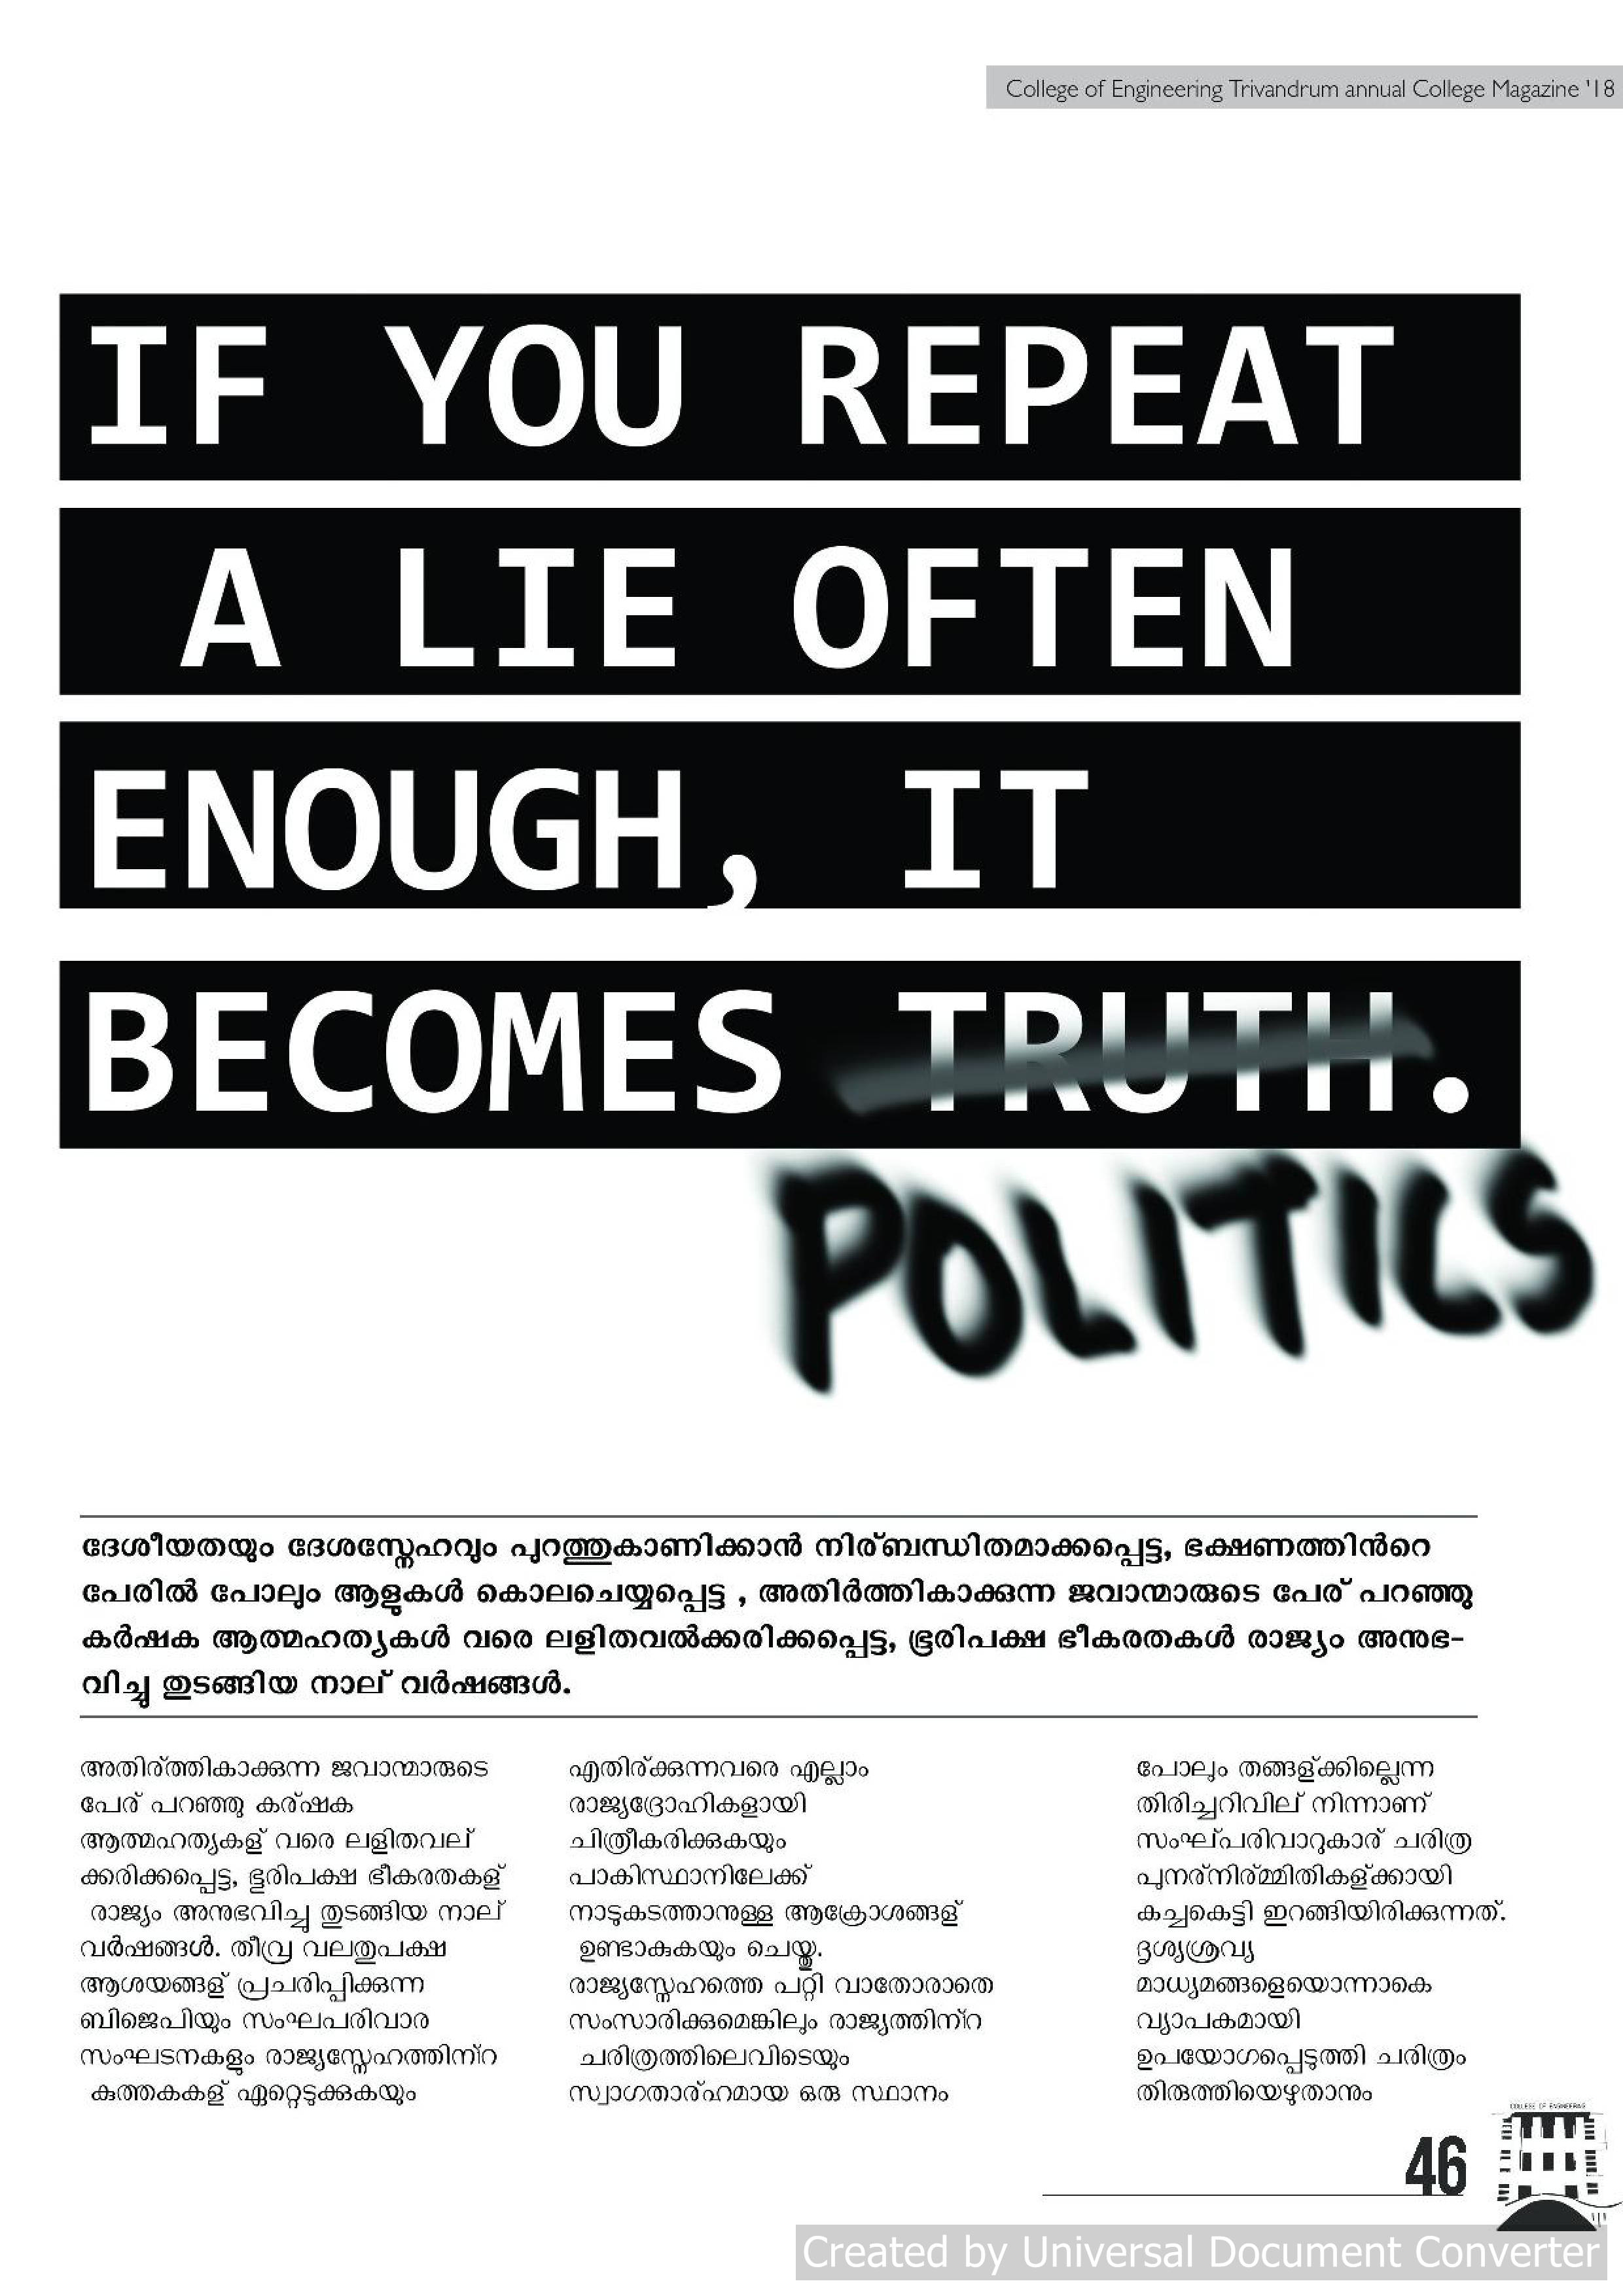 College of Engineering Trivandrum annual College Magazine '18
IF YOU REPEAT
A LIE OFTEN
ENOUGH, IT
BECOMES TRUTH.
POLITICS
ദേശീയതയും ദേശസ്നേഹവും പുറത്തുകാണിക്കാൻ നിര്ബന്ധിതമാക്കപ്പെട്ട, ഭക്ഷണത്തിൻറെ
പേരിൽ പോലും ആളുകൾ കൊലചെയ്യപ്പെട്ട , അതിർത്തികാക്കുന്ന ജവാന്മാരുടെ പേര് പറഞ്ഞു
കർഷക ആത്മഹത്യകൾ വരെ ലളിതവൽക്കരിക്കപ്പെട്ട, ഭൂരിപക്ഷ ഭീകരതകൾ രാജ്യം അനുഭ-
വിച്ചു തുടങ്ങിയ നാല് വർഷങ്ങൾ.
അതിര്ത്തികാക്കുന്ന ജവാന്മാരുടെ
പേര് പറഞ്ഞു കര്ഷക
ആത്മഹത്യകള് വരെ ലളിതവല്
ക്കരിക്കപ്പെട്ട, ഭൂരിപക്ഷ ഭീകരതകള്
രാജ്യം അനുഭവിച്ചു തുടങ്ങിയ നാല്
വർഷങ്ങൾ. തീവ്ര വലതുപക്ഷ
ആശയങ്ങള് പ്രചരിപ്പിക്കുന്ന
ബിജെപിയും സംഘപരിവാര
സംഘടനകളും രാജ്യസ്നേഹത്തിന്റ
കുത്തകകള് ഏറ്റെടുക്കുകയും
എതിര്ക്കുന്നവരെ എല്ലാം
രാജ്യദ്രോഹികളായി
ചിത്രീകരിക്കുകയും
പാകിസ്ഥാനിലേക്ക്
നാടുകടത്താനുള്ള ആക്രോശങ്ങള്
ഉണ്ടാകുകയും ചെയ്തു.
രാജ്യസ്നേഹത്തെ പറ്റി വാതോരാതെ
സംസാരിക്കുമെങ്കിലും രാജ്യത്തിന്റ
ചരിത്രത്തിലെവിടെയും
സ്വാഗതാര്ഹമായ ഒരു സ്ഥാനം
പോലും തങ്ങള്ക്കില്ലെന്ന
തിരിച്ചറിവില് നിന്നാണ്
സംഘ്പരിവാറുകാര് ചരിത്ര
പുനര്നിര്മ്മിതികള്ക്കായി
കച്ചകെട്ടി ഇറങ്ങിയിരിക്കുന്നത്.
ദൃശ്യശ്രവ്യ
മാധ്യമങ്ങളെയൊന്നാകെ
വ്യാപകമായി
ഉപയോഗപ്പെടുത്തി ചരിത്രം
തിരുത്തിയെഴുതാനും
COLLEGE OF ENGINEERING
46
Created by Universal Document Converter